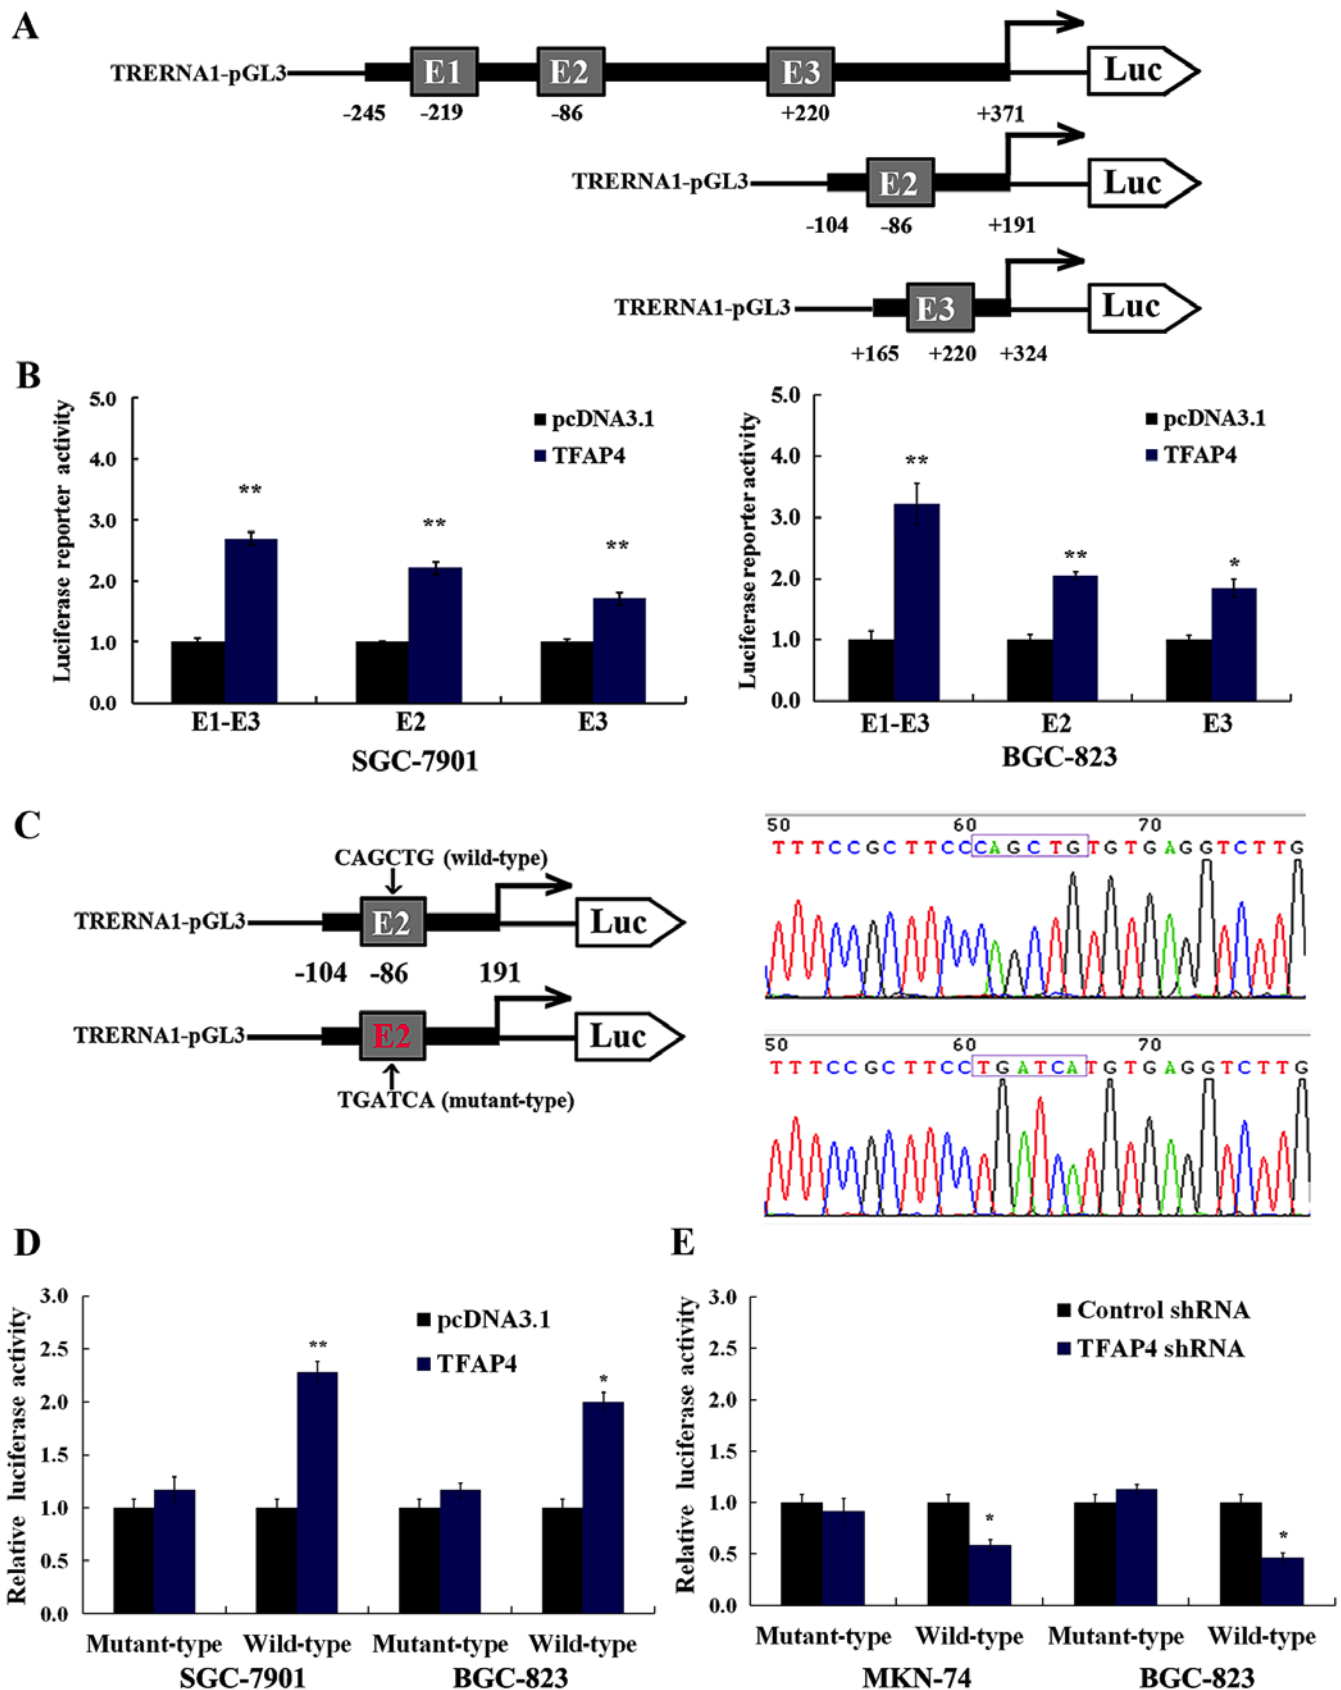 A
TRERNA1-pGL3 E1 E2 E3 Luc
-245 -219 -86 +220 +371
TRERNA1-pGL3 E2 Luc
-104 -86 +191
TRERNA1-pGL3 E3 Luc
+165 +220 +324
B
Luciferase reporter activity
5.0
4.0
3.0
2.0
1.0
0.0
pcDNA3.1
TFAP4
** ** **
E1-E3 E2 E3
SGC-7901
Luciferase reporter activity
5.0
4.0
3.0
2.0
1.0
0.0
pcDNA3.1
TFAP4
** ** *
E1-E3 E2 E3
BGC-823
C
CAGCTG (wild-type)
TRERNA1-pGL3 E2 Luc
-104 -86 191
TRERNA1-pGL3 E2 Luc
TGATCA (mutant-type)
50 60 70
T T T C C G C T T C C C A G C T G T G T G A G G T C T T G
50 60 70
T T T C C G C T T C C T G A T C A T G T G A G G T C T T G
D
Relative luciferase activity
3.0
2.5
2.0
1.5
1.0
0.5
0.0
pcDNA3.1
TFAP4
** *
Mutant-type Wild-type Mutant-type Wild-type
SGC-7901 BGC-823
E
Relative luciferase activity
3.0
2.5
2.0
1.5
1.0
0.5
0.0
Control shRNA
TFAP4 shRNA
* *
Mutant-type Wild-type Mutant-type Wild-type
MKN-74 BGC-823